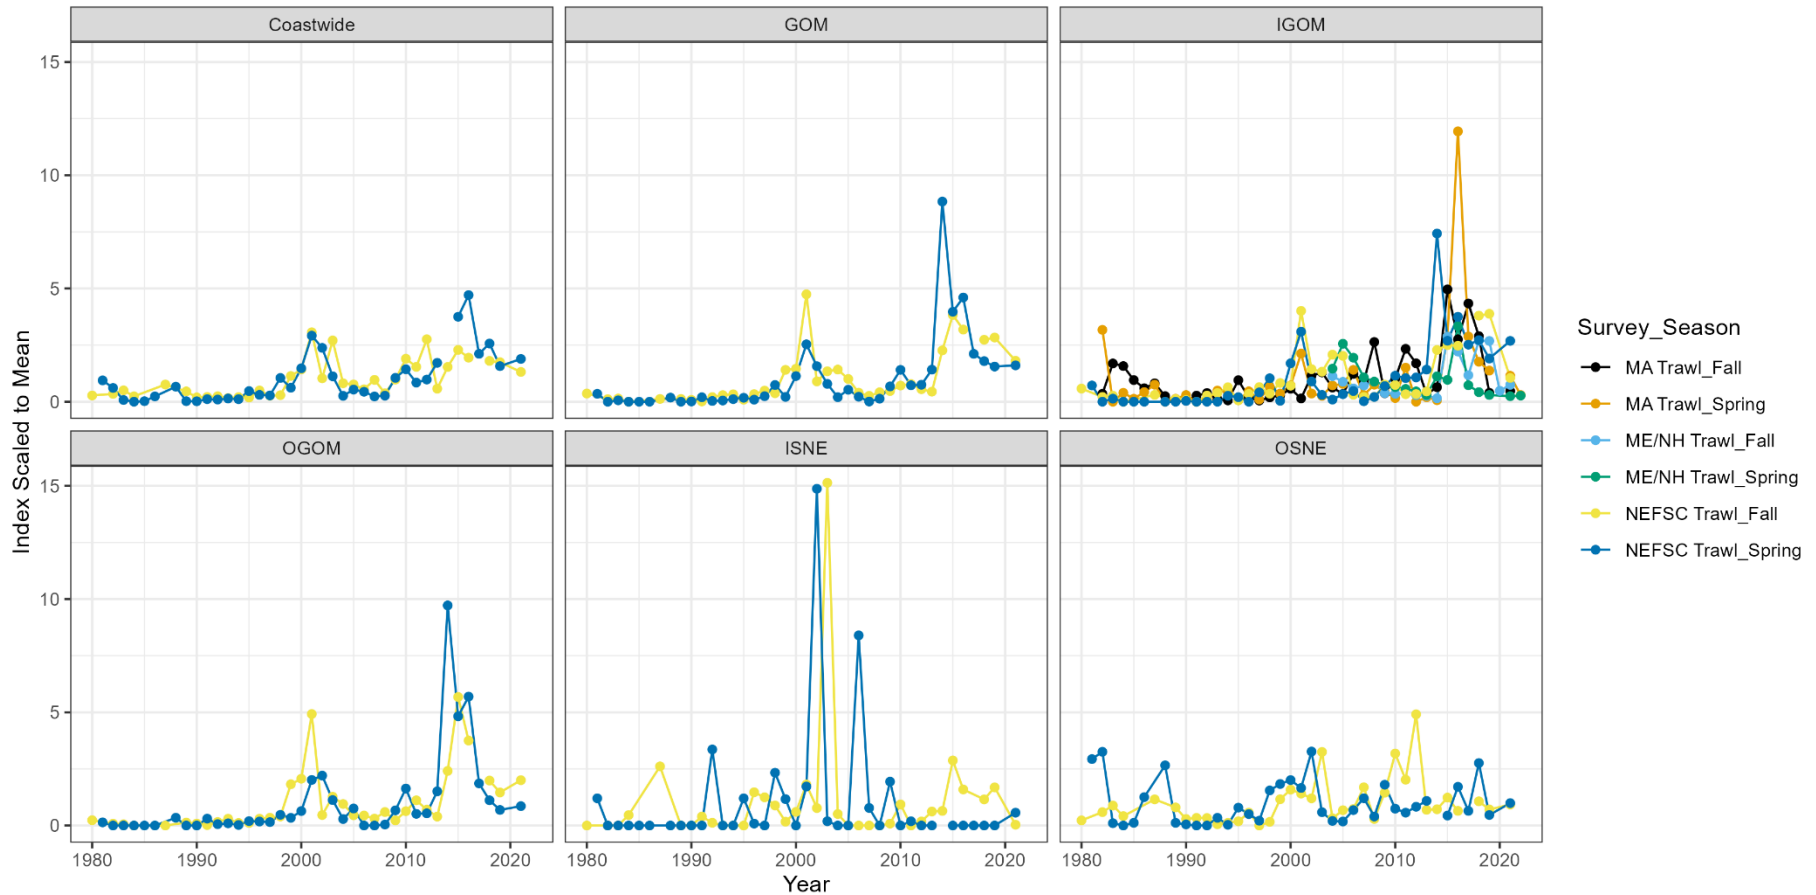 Coastwide
GOM
IGOM
15
10
5
0
OGOM
ISNE
OSNE
15
10
5
0
1980 1990 2000 2010 2020
1980 1990 2000 2010 2020
1980 1990 2000 2010 2020
Year
Index Scaled to Mean
Survey_Season
MA Trawl_Fall
MA Trawl_Spring
ME/NH Trawl_Fall
ME/NH Trawl_Spring
NEFSC Trawl_Fall
NEFSC Trawl_Spring